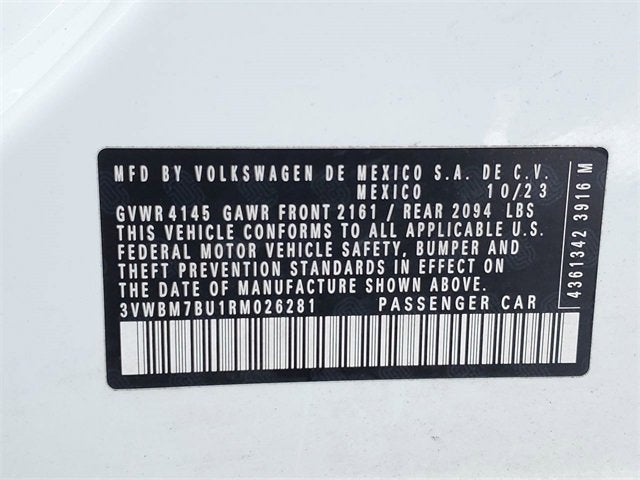 MFD BY VOLKSWAGEN DE MEXICO S.A. DE C.V.
MEXICO 10/23
GVWR 4145 GAWR FRONT 2161 / REAR 2094 LBS
THIS VEHICLE CONFORMS TO ALL APPLICABLE U.S.
FEDERAL MOTOR VEHICLE SAFETY, BUMPER AND
THEFT PREVENTION STANDARDS IN EFFECT ON
THE DATE OF MANUFACTURE SHOWN ABOVE.
3VWBM7BU1RM026281 PASSENGER CAR
4361342 3916 M